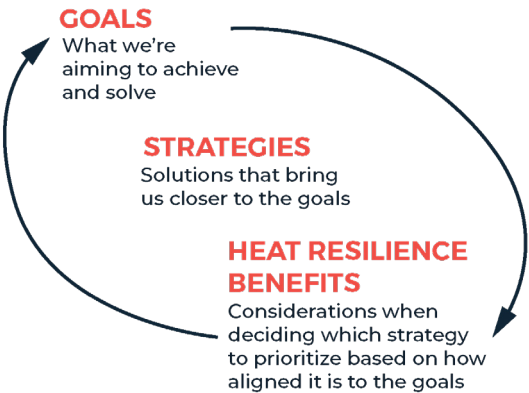 GOALS
What we're
aiming to achieve
and solve
STRATEGIES
Solutions that bring
us closer to the goals
HEAT RESILIENCE
BENEFITS
Considerations when
deciding which strategy
to prioritize based on how
aligned it is to the goals